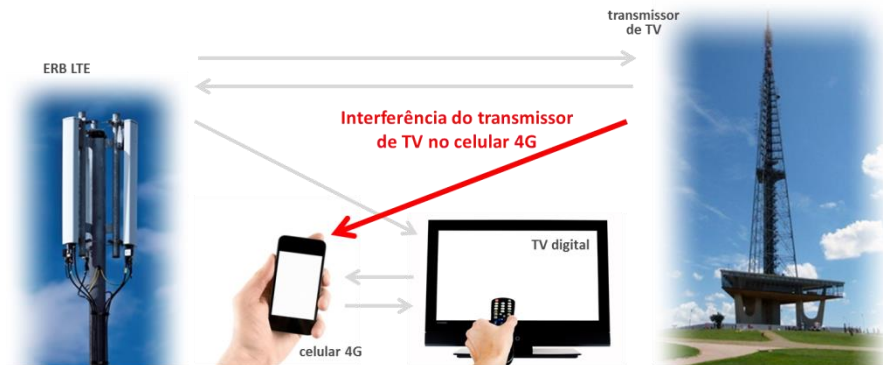 transmissor
de TV
ERB LTE
Interferência do transmissor
de TV no celular 4G
TV digital
celular 4G